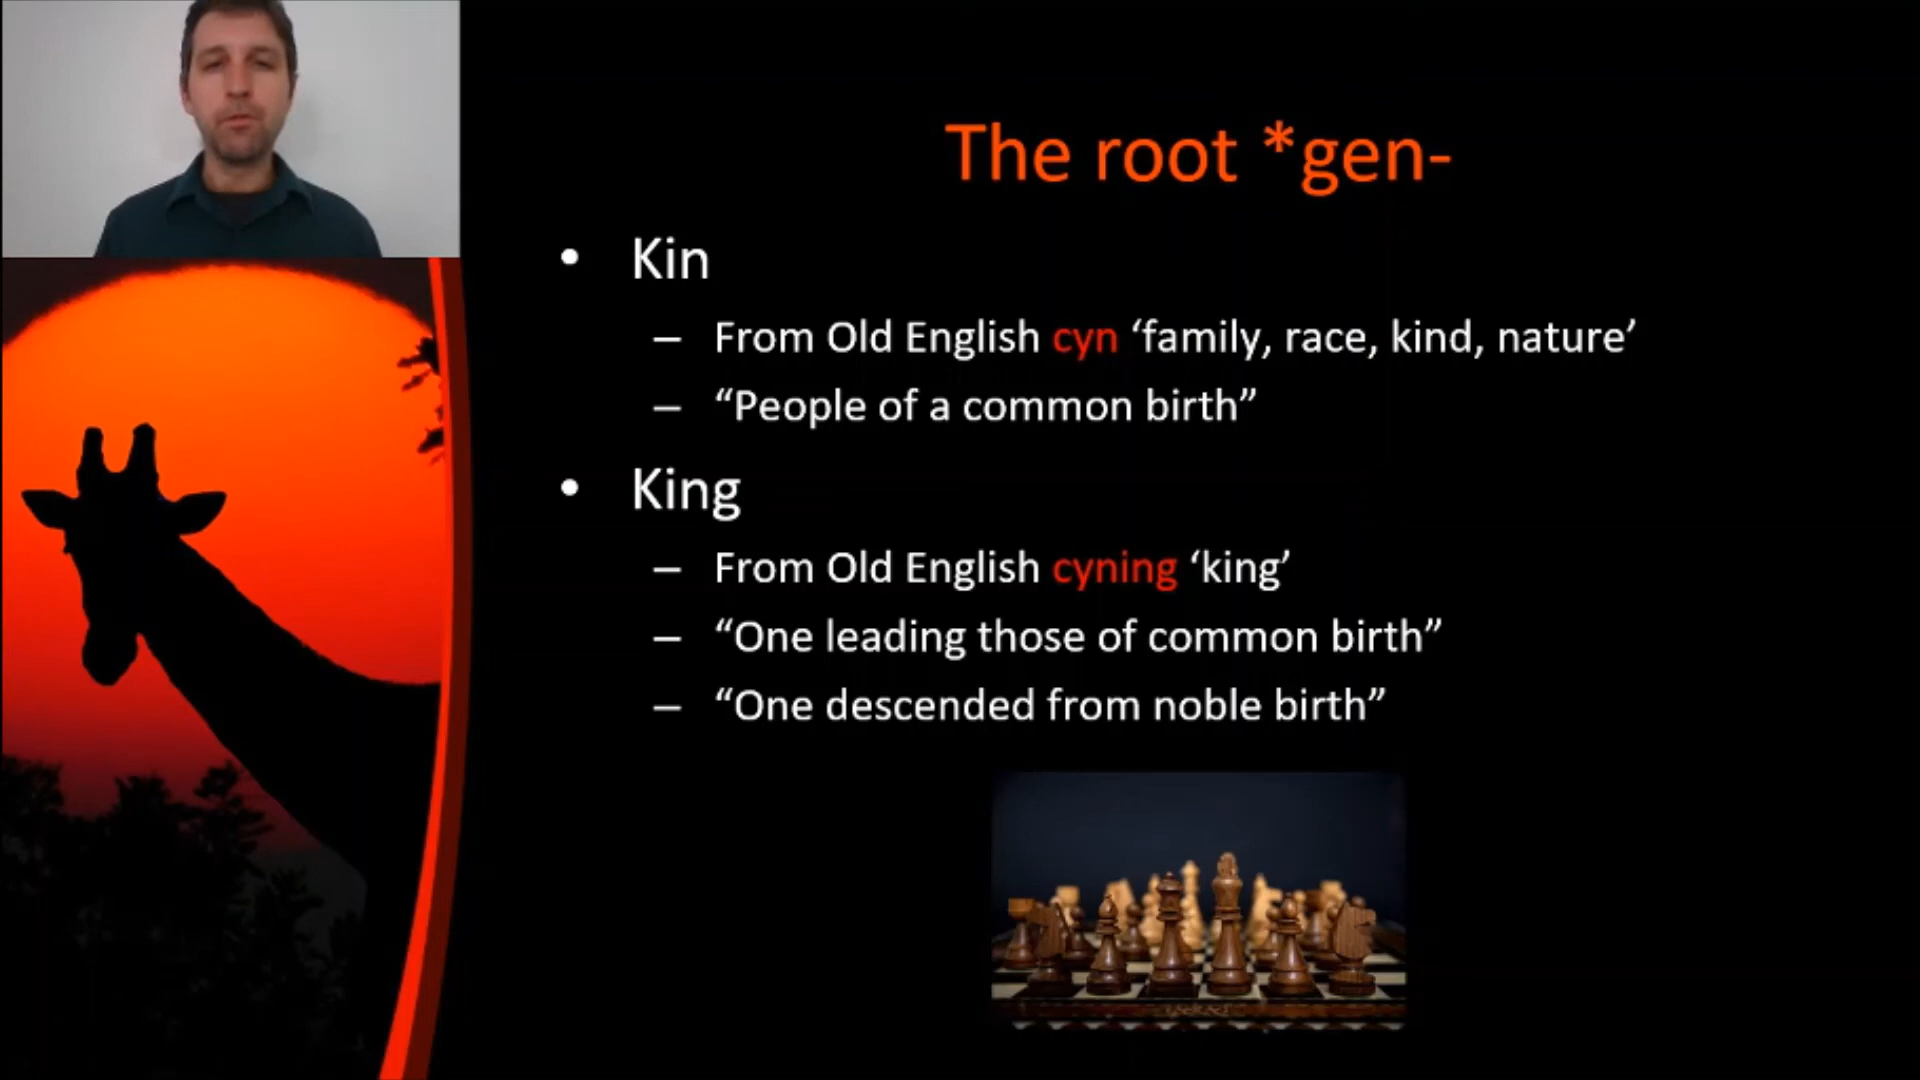 The root *gen-
• Kin
– From Old English cyn ‘family, race, kind, nature’
– “People of a common birth”
• King
– From Old English cyning ‘king’
– “One leading those of common birth”
– “One descended from noble birth”